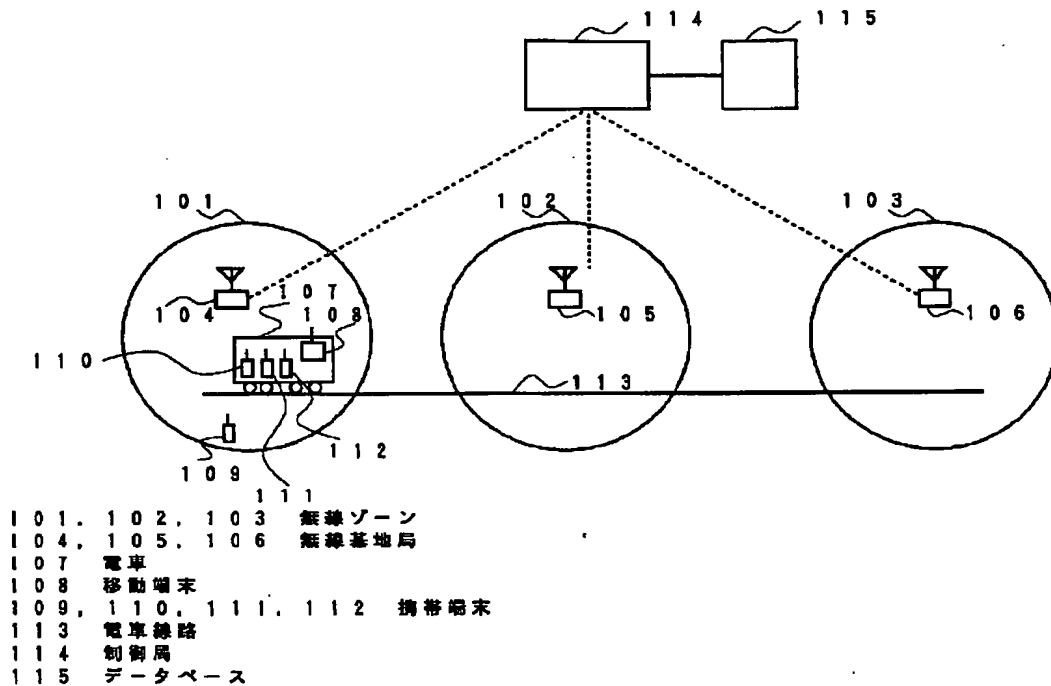 114
115
101
102
103
107
104
108
105
106
110
113
112
109
111
101, 102, 103 無線ゾーン
104, 105, 106 無線基地局
107 電車
108 移動端末
109, 110, 111, 112 携帯端末
113 電車線路
114 制御局
115 データベース